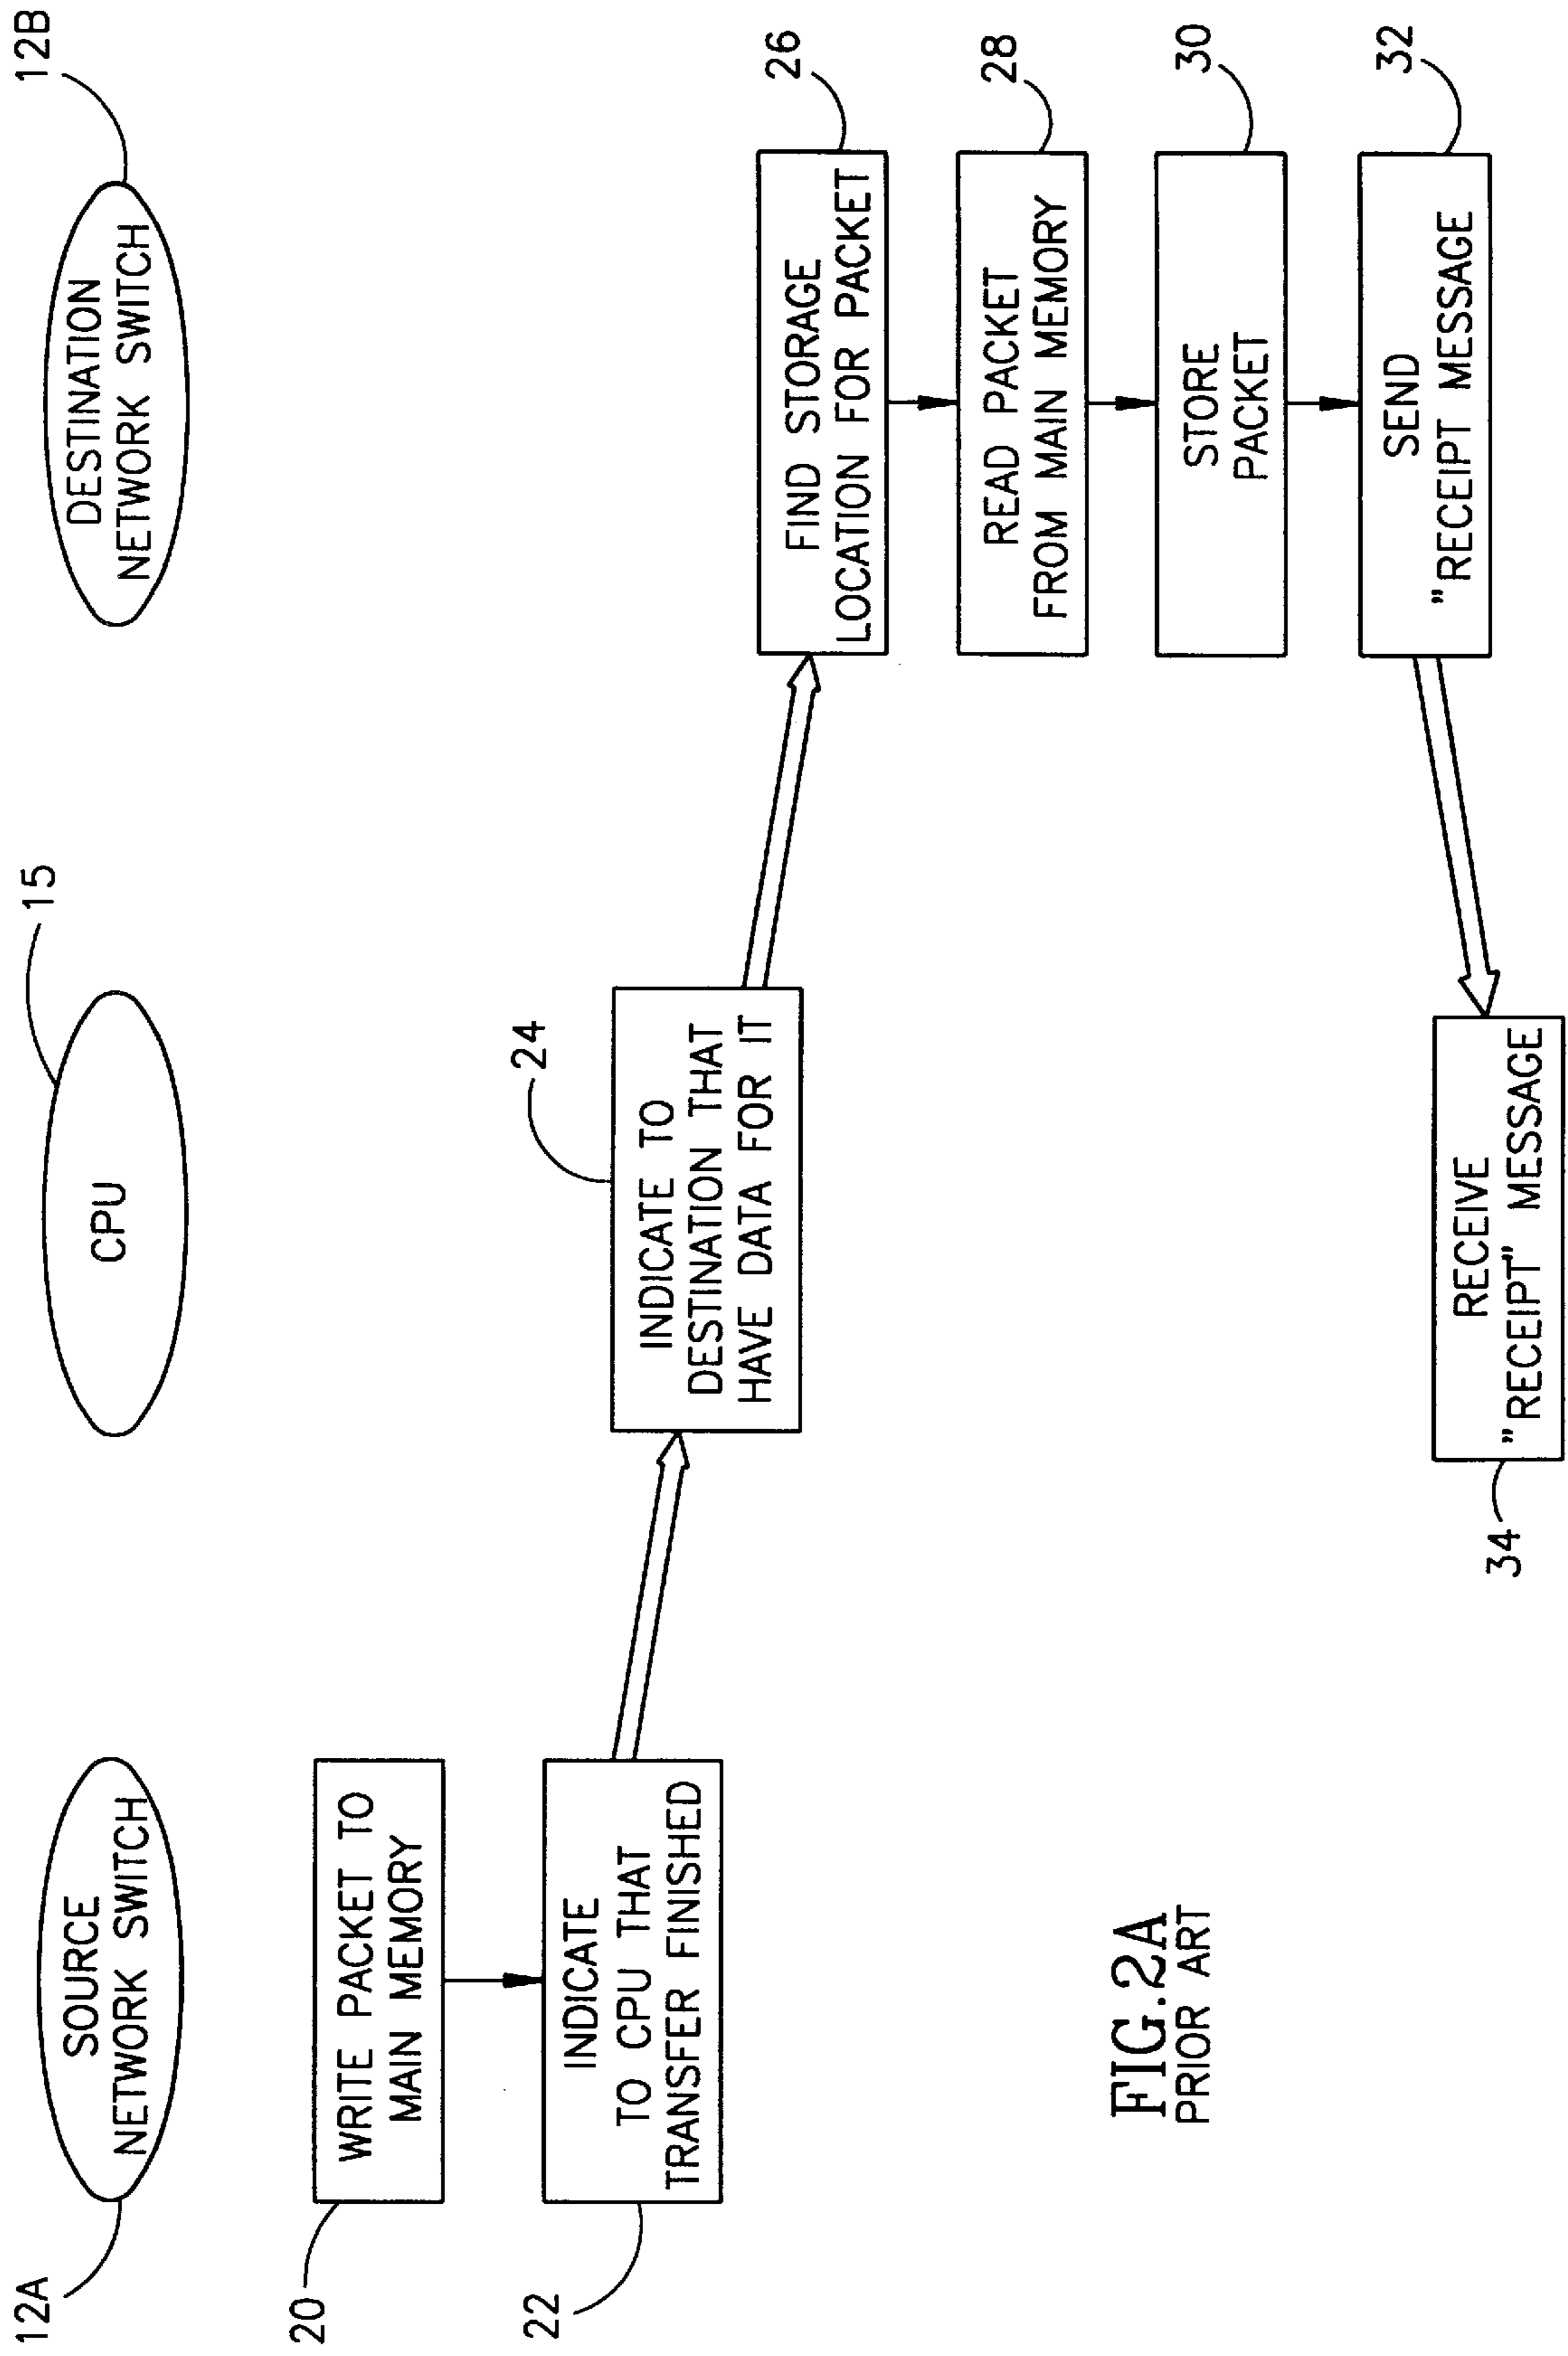 12A
SOURCE
NETWORK SWITCH
15
CPU
12B
DESTINATION
NETWORK SWITCH
20
WRITE PACKET TO
MAIN MEMORY
22
INDICATE
TO CPU THAT
TRANSFER FINISHED
24
INDICATE TO
DESTINATION THAT
HAVE DATA FOR IT
26
FIND STORAGE
LOCATION FOR PACKET
28
READ PACKET
FROM MAIN MEMORY
30
STORE
PACKET
32
SEND
"RECEIPT MESSAGE
34
RECEIVE
"RECEIPT" MESSAGE
FIG.2A
PRIOR ART